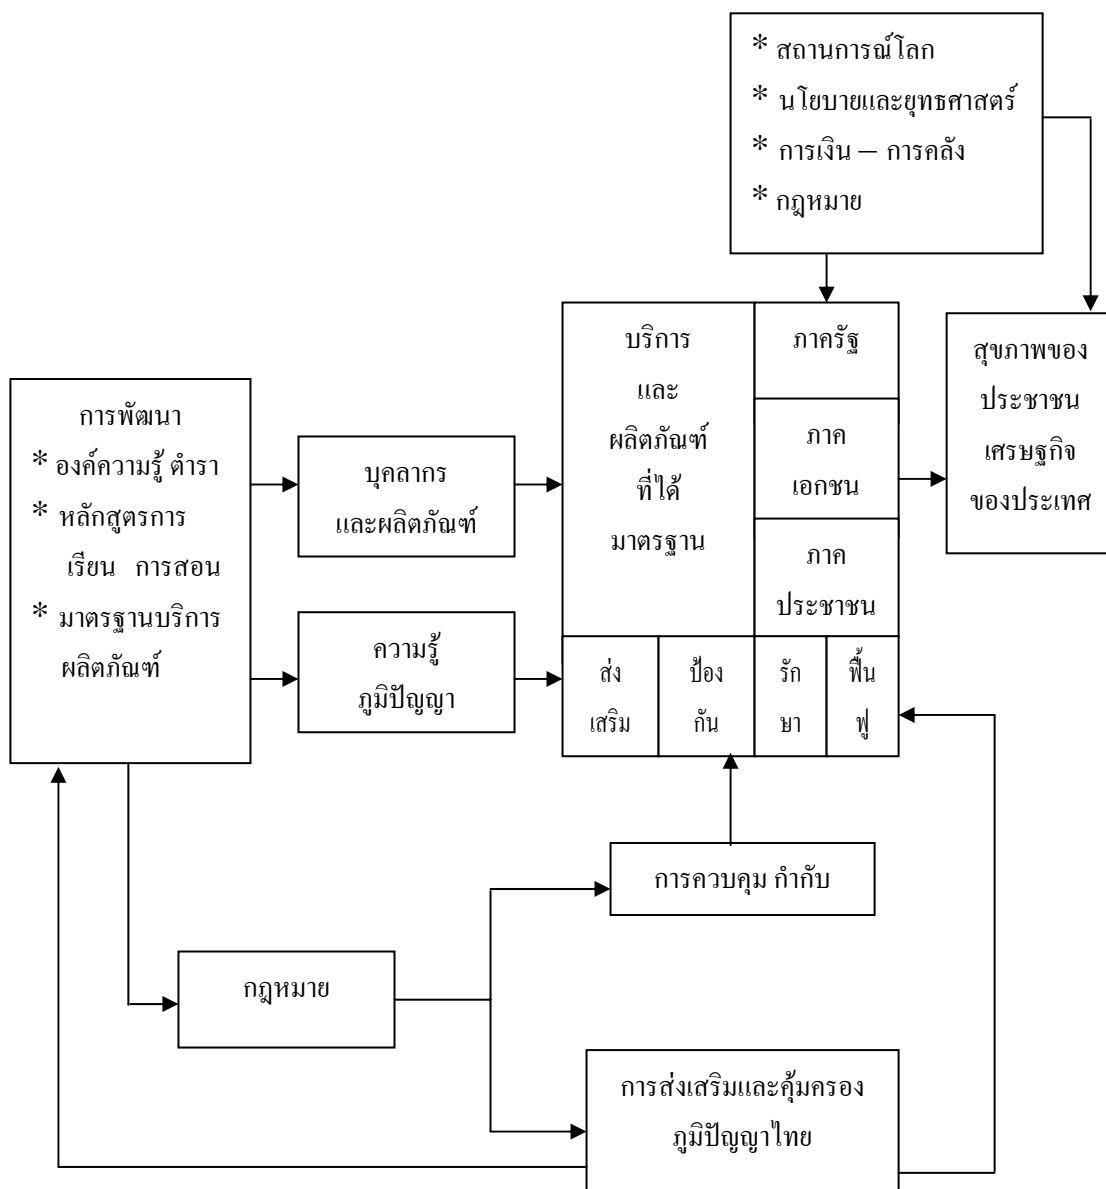 * สถานการณ์โลก
* นโยบายและยุทธศาสตร์
* การเงิน – การคลัง
* กฎหมาย
บริการ
และ
ผลิตภัณฑ์
ที่ได้
มาตรฐาน
ภาครัฐ
ภาค
เอกชน
ภาค
ประชาชน
ส่ง
เสริม
ป้อง
กัน
รัก
ษา
ฟื้น
ฟู
สุขภาพของ
ประชาชน
เศรษฐกิจ
ของประเทศ
การพัฒนา
* องค์ความรู้ ตำรา
* หลักสูตรการ
เรียน การสอน
* มาตรฐานบริการ
ผลิตภัณฑ์
บุคลากร
และผลิตภัณฑ์
ความรู้
ภูมิปัญญา
การควบคุม กำกับ
กฎหมาย
การส่งเสริมและคุ้มครอง
ภูมิปัญญาไทย